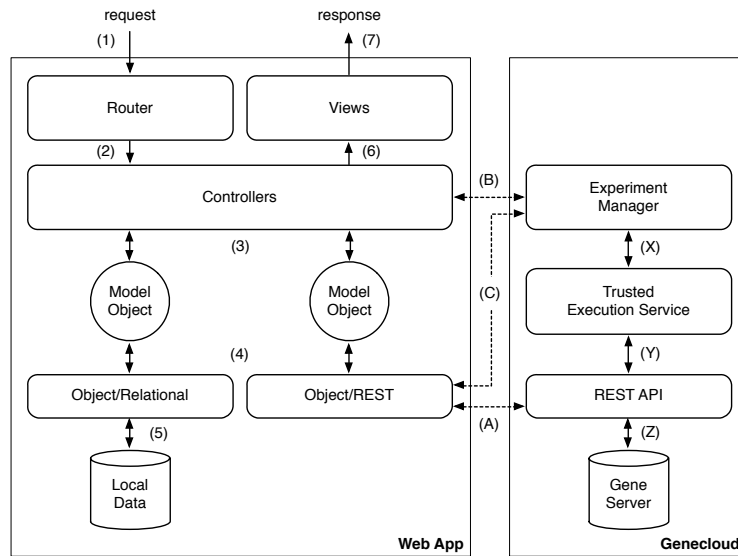 request
response
(1)
(7)
Router
Views
(2)
(6)
Controllers
(B)
Experiment
Manager
(3)
(X)
Model
Object
Model
Object
(C)
Trusted
Execution Service
(4)
(Y)
Object/Relational
Object/REST
REST API
(A)
(5)
(Z)
Local
Data
Gene
Server
Web App
Genecloud